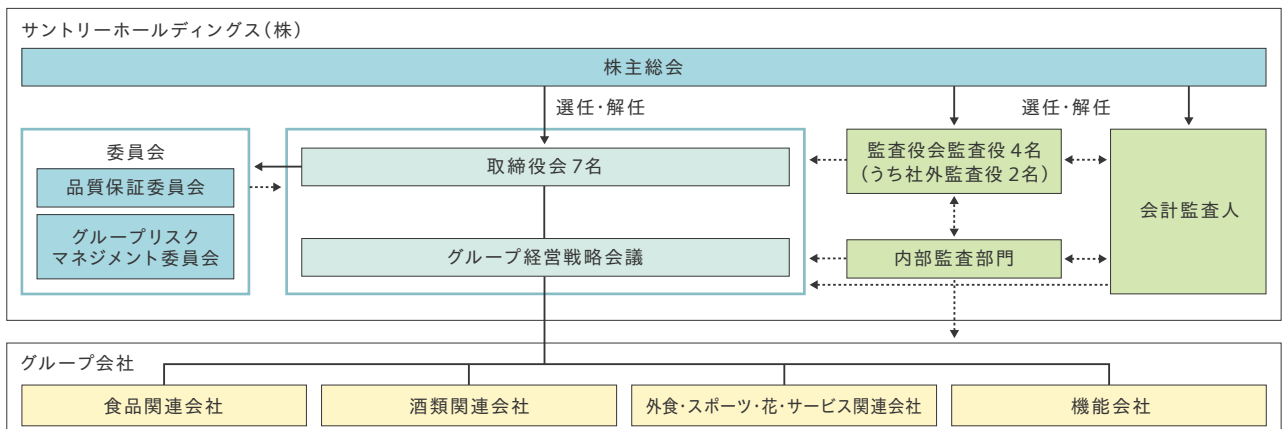 サントリーホールディングス(株)
株主総会
選任・解任
選任・解任
委員会
品質保証委員会
グループリスク
マネジメント委員会
取締役会7名
グループ経営戦略会議
監査役会監査役4名
(うち社外監査役2名)
内部監査部門
会計監査人
グループ会社
食品関連会社
酒類関連会社
外食・スポーツ・花・サービス関連会社
機能会社